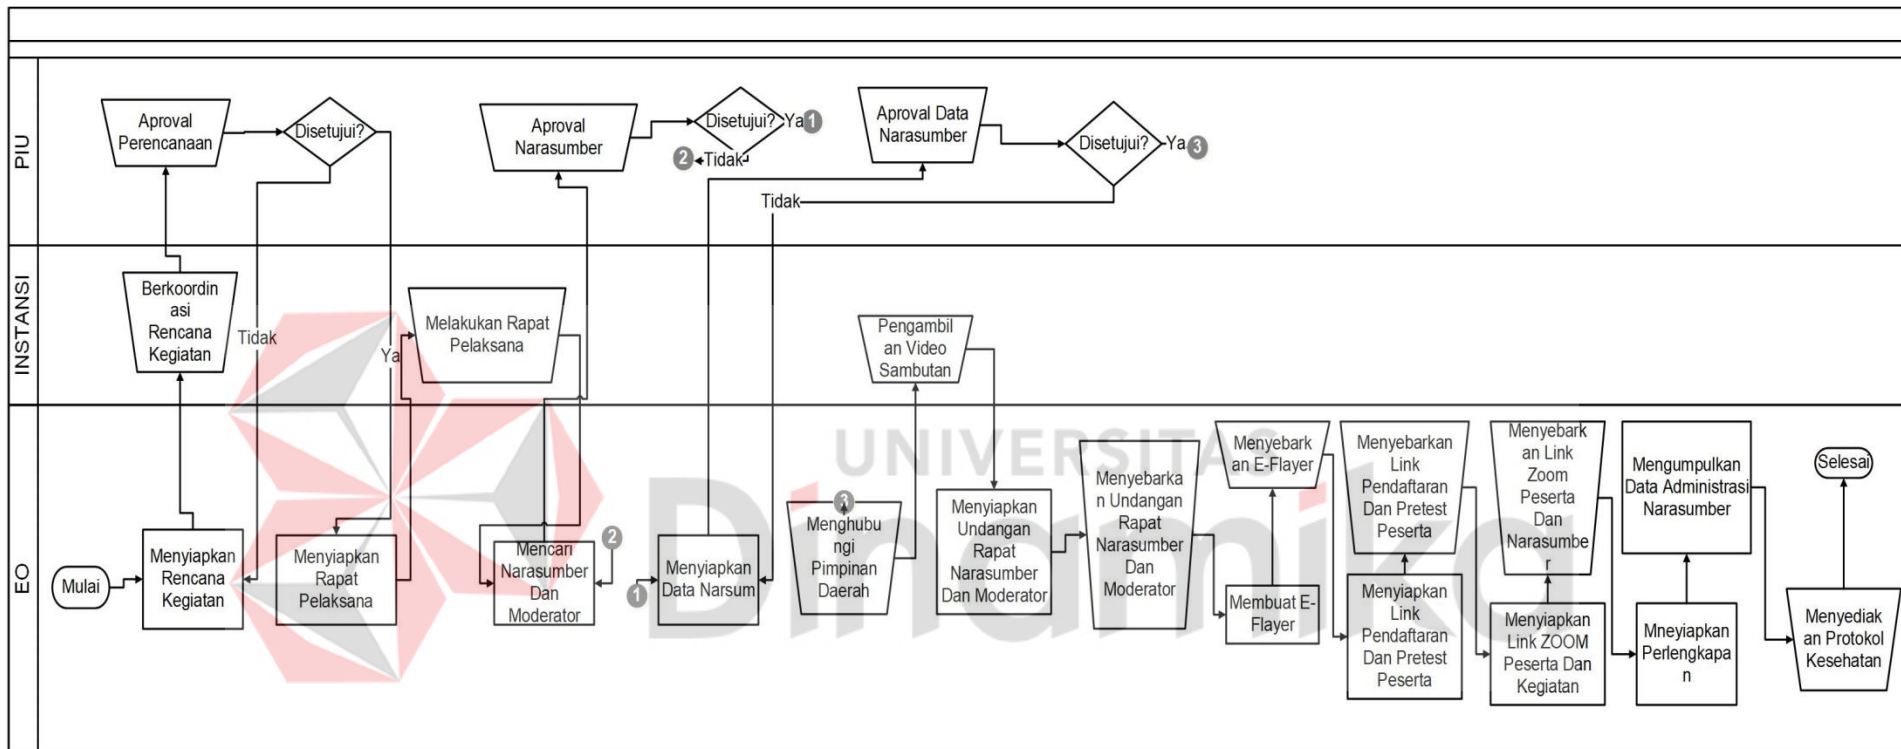 PIU
Aproval
Perencanaan
Disetujui?
Aproval
Narasumber
Disetujui?
Ya
1
2
Tidak
Aproval Data
Narasumber
Disetujui?
Ya
3
Tidak
INSTANSI
Berkoordin
asi
Rencana
Kegiatan
Tidak
Ya
Melakukan Rapat
Pelaksana
Pengambil
an Video
Sambutan
EO
Mulai
Menyiapkan
Rencana
Kegiatan
Menyiapkan
Rapat
Pelaksana
Mencari
Narasumber
Dan
Moderator
2
1
Menyiapkan
Data Narsum
3
Menghubu
ngi
Pimpinan
Daerah
Menyiapkan
Undangan
Rapat
Narasumber
Dan Moderator
Menyebarka
n Undangan
Rapat
Narasumber
Dan
Moderator
Menyebark
an E-Flayer
Membuat E-
Flayer
Menyebarkan
Link
Pendaftaran
Dan Pretest
Peserta
Menyiapkan
Link
Pendaftaran
Dan Pretest
Peserta
Menyebark
an Link
Zoom
Peserta
Dan
Narasumbe
r
Menyiapkan
Link ZOOM
Peserta Dan
Kegiatan
Mengumpulkan
Data Administrasi
Narasumber
Mneyiapkan
Perlengkapa
n
Selesai
Menyediak
an Protokol
Kesehatan
UNIVERSITAS
Dinamika